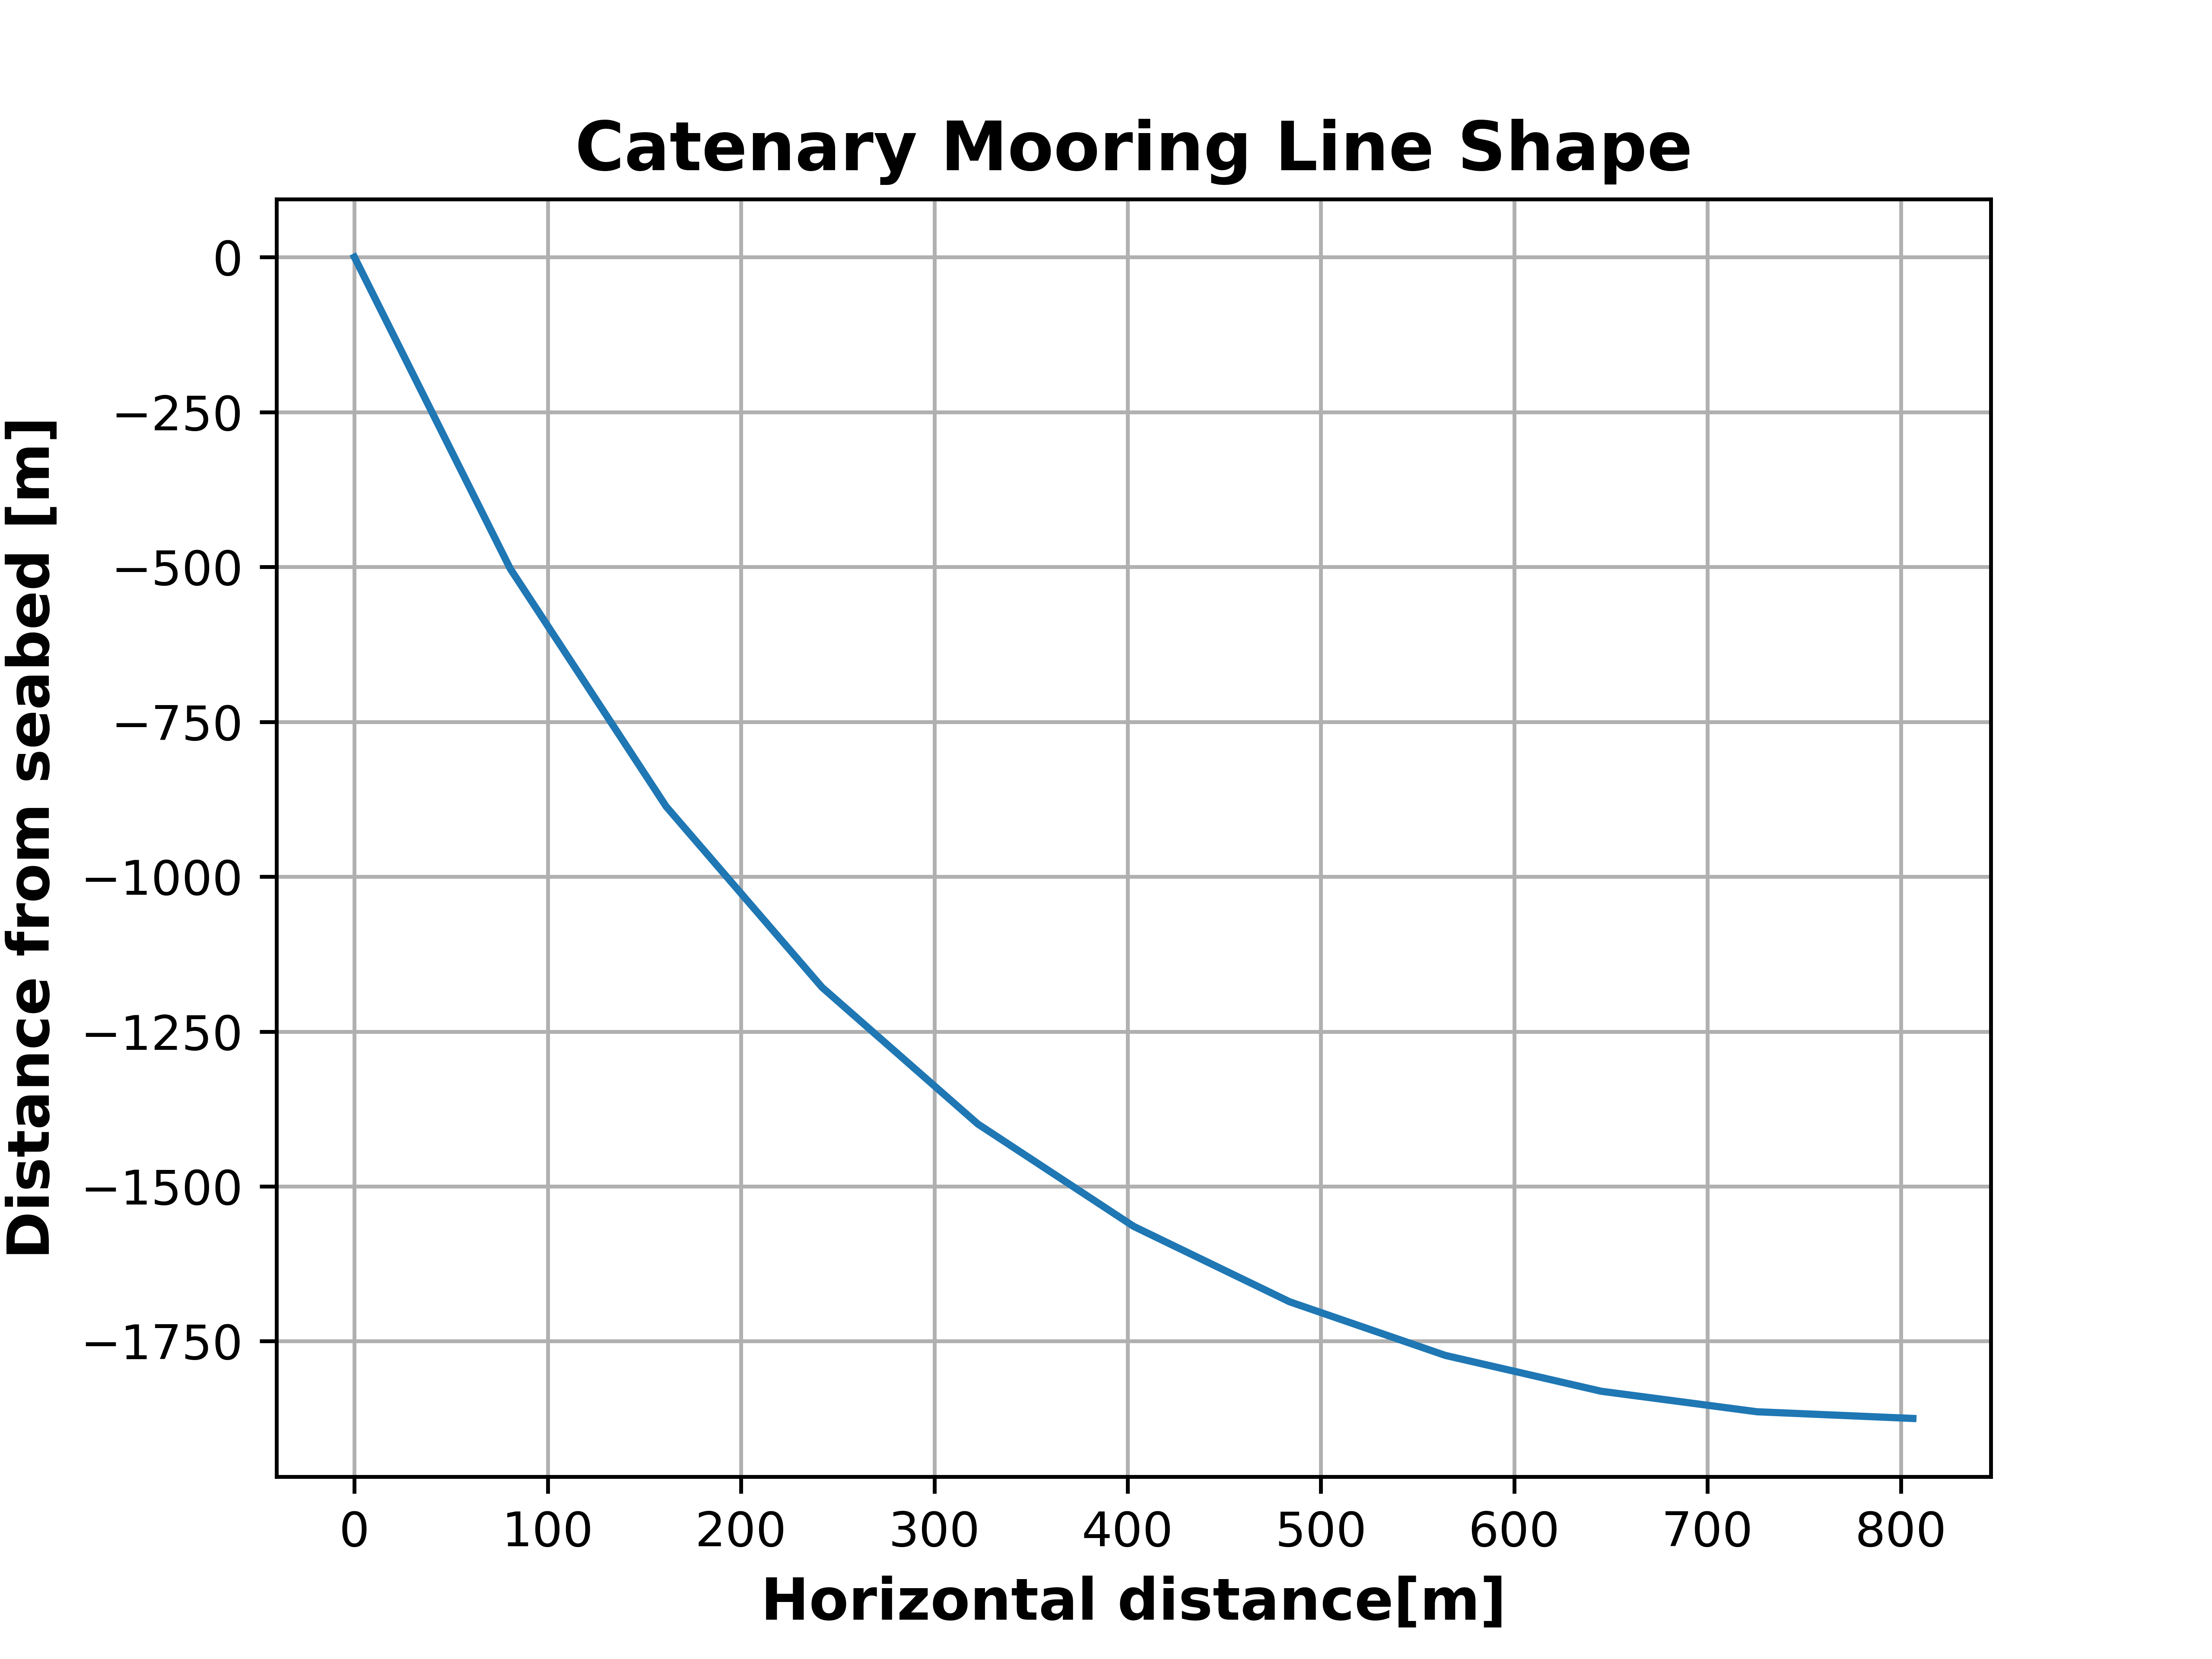 Catenary Mooring Line Shape
0
−250
−500
−750
−1000
−1250
−1500
−1750
Distance from seabed [m]
0 100 200 300 400 500 600 700 800
Horizontal distance[m]